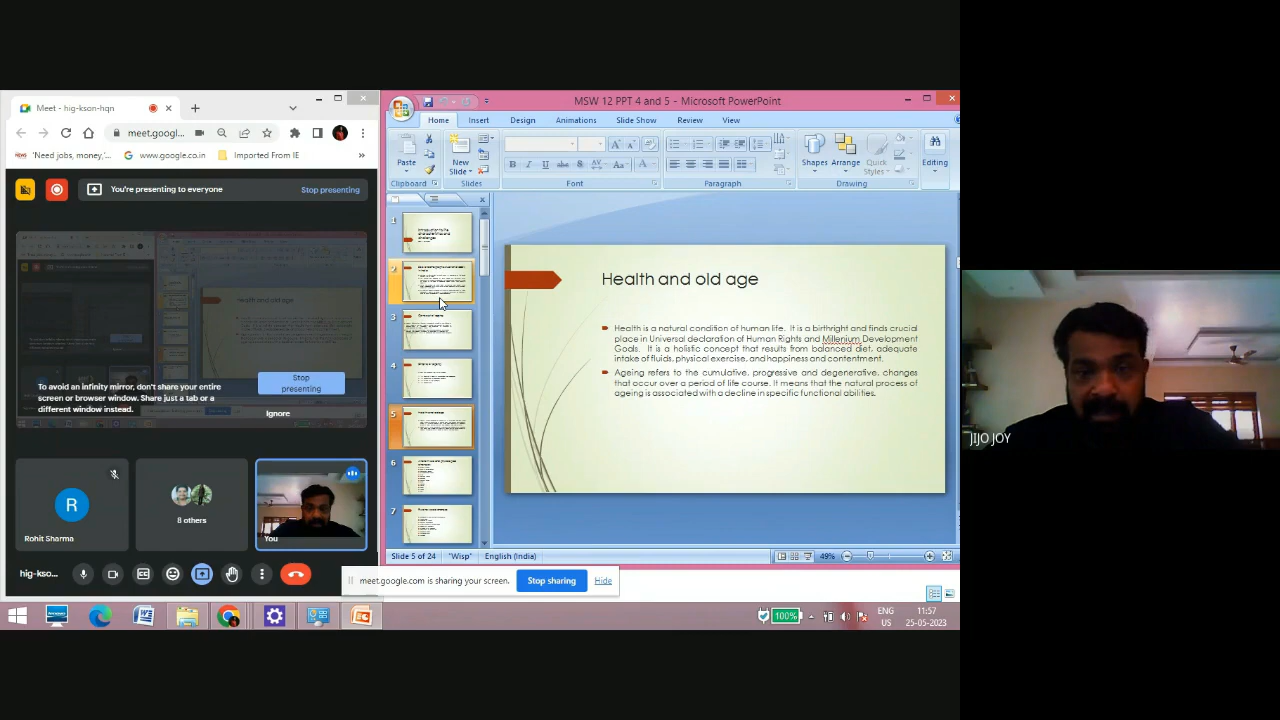 Meet - hig-kson-hqn
meet.googl...
'Need jobs, money,'...
www.google.co.in
Imported From IE
You're presenting to everyone
Stop presenting
To avoid an infinity mirror, don't share your entire
screen or browser window. Share just a tab or a
different window instead.
Stop
presenting
Ignore
R
Rohit Sharma
8 others
You
hig-kso...
MSW 12 PPT 4 and 5 - Microsoft PowerPoint
Home
Insert
Design
Animations
Slide Show
Review
View
Paste
New
Slide
Shapes
Arrange
Quick
Styles
Editing
Clipboard
Slides
Font
Paragraph
Drawing
1
2
3
4
5
6
7
Health and old age
Health is a natural condition of human life. It is a birthright and finds crucial
place in Universal declaration of Human Rights and Millenium Development
Goals. It is a holistic concept that results from balanced diet, adequate
intake of fluids, physical exercise, and happiness and contentment.
Ageing refers to the cumulative, progressive and degenerative, changes
that occur over a period of life course. It means that the natural process of
ageing is associated with a decline in specific functional abilities.
Slide 5 of 24
"Wisp"
English (India)
49%
meet.google.com is sharing your screen.
Stop sharing
Hide
100%
ENG
US
11:57
25-05-2023
JIJO JOY